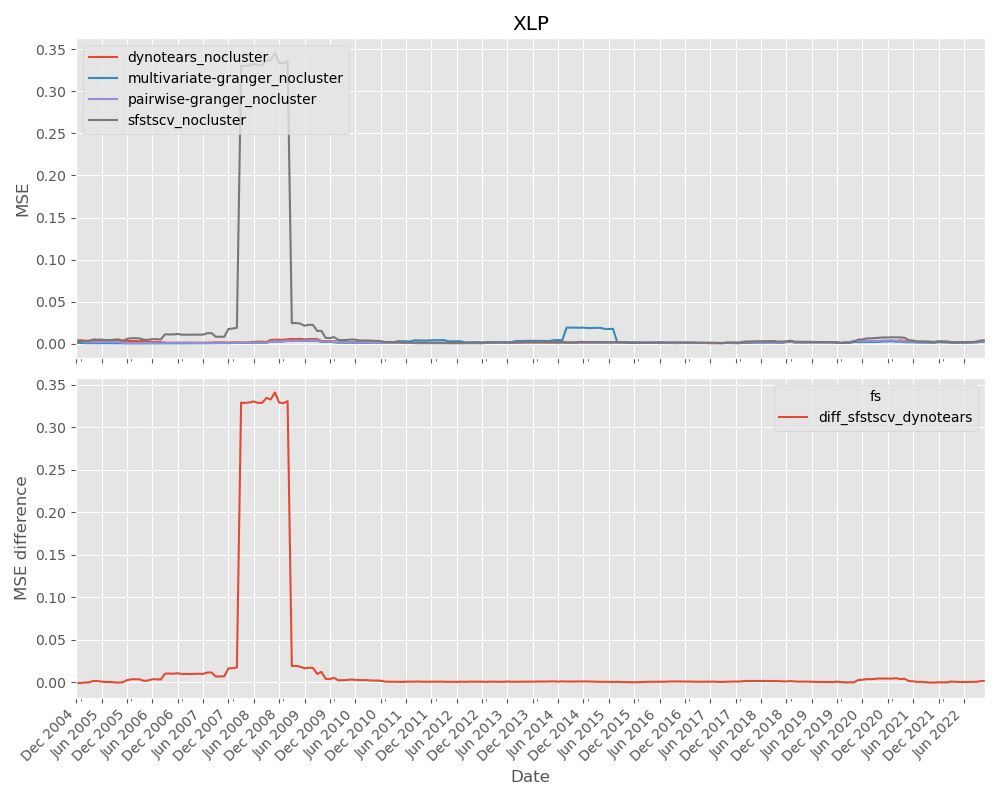 XLP
0.35
0.30
0.25
0.20
0.15
0.10
0.05
0.00
MSE
dynotears_nocluster
multivariate-granger_nocluster
pairwise-granger_nocluster
sfstscv_nocluster
0.35
0.30
0.25
0.20
0.15
0.10
0.05
0.00
MSE difference
fs
diff_sfstscv_dynotears
Dec 2004
Jun 2005
Dec 2005
Jun 2006
Dec 2006
Jun 2007
Dec 2007
Jun 2008
Dec 2008
Jun 2009
Dec 2009
Jun 2010
Dec 2010
Jun 2011
Dec 2011
Jun 2012
Dec 2012
Jun 2013
Dec 2013
Jun 2014
Dec 2014
Jun 2015
Dec 2015
Jun 2016
Dec 2016
Jun 2017
Dec 2017
Jun 2018
Dec 2018
Jun 2019
Dec 2019
Jun 2020
Dec 2020
Jun 2021
Dec 2021
Jun 2022
Date